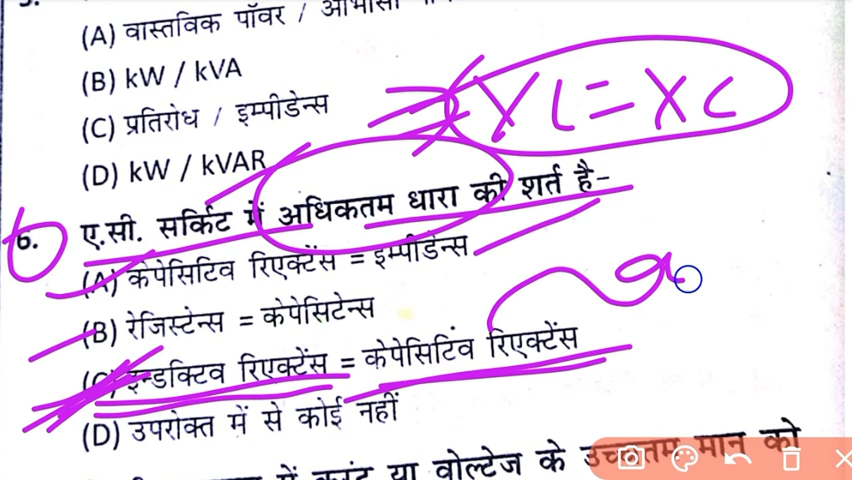 (A) वास्तविक पॉवर / आभासी
(B) kW / kVA
(C) प्रतिरोध / इम्पीडेन्स
(D) kW / kVAR
XL = XC
6. ए.सी. सर्किट में अधिकतम धारा की शर्त है–
(A) केपेसिटिव रिएक्टेंस = इम्पीडेन्स
(B) रेजिस्टेन्स = केपेसिटेन्स
(C) इन्डक्टिव रिएक्टेंस = केपेसिटिव रिएक्टेंस
(D) उपरोक्त में से कोई नहीं
में करंट या वोल्टेज के उच्चतम मान को